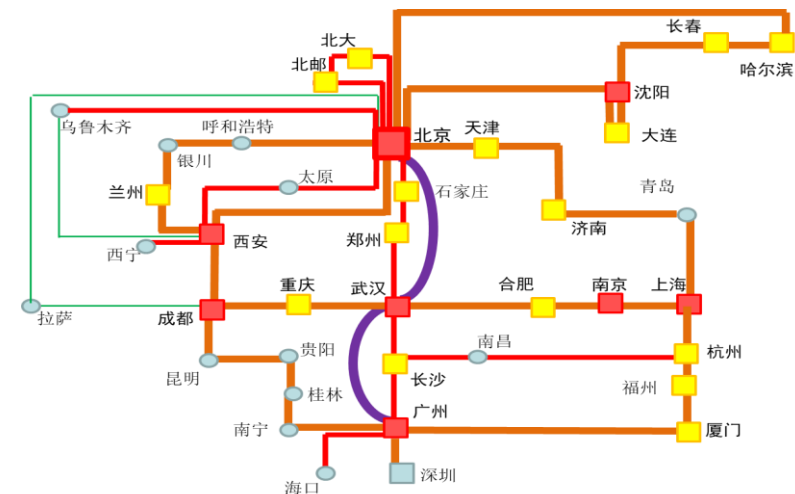 长春
北大
哈尔滨
北邮
沈阳
乌鲁木齐
呼和浩特
北京
天津
大连
银川
太原
石家庄
青岛
兰州
济南
西宁
西安
郑州
重庆
武汉
合肥
南京
上海
拉萨
成都
南昌
杭州
贵阳
昆明
长沙
福州
桂林
广州
南宁
厦门
深圳
海口